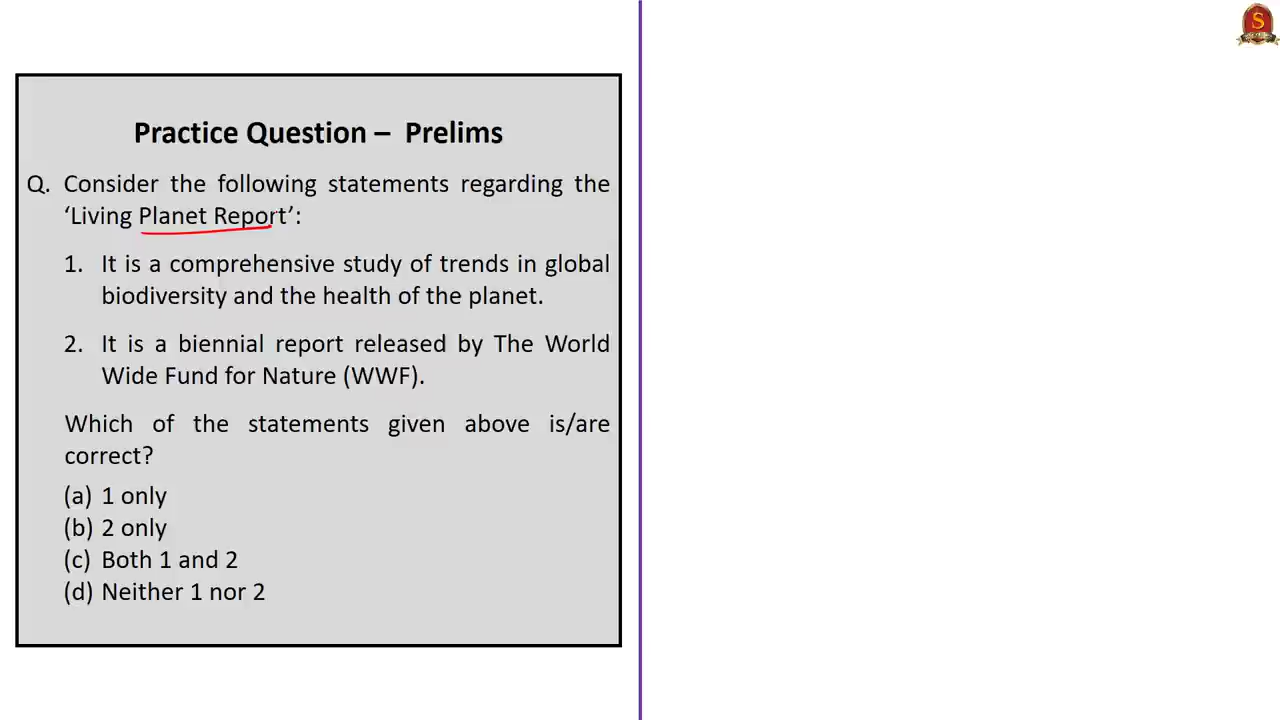 S
Practice Question – Prelims
Q. Consider the following statements regarding the
‘Living Planet Report’:
1. It is a comprehensive study of trends in global
biodiversity and the health of the planet.
2. It is a biennial report released by The World
Wide Fund for Nature (WWF).
Which of the statements given above is/are
correct?
(a) 1 only
(b) 2 only
(c) Both 1 and 2
(d) Neither 1 nor 2